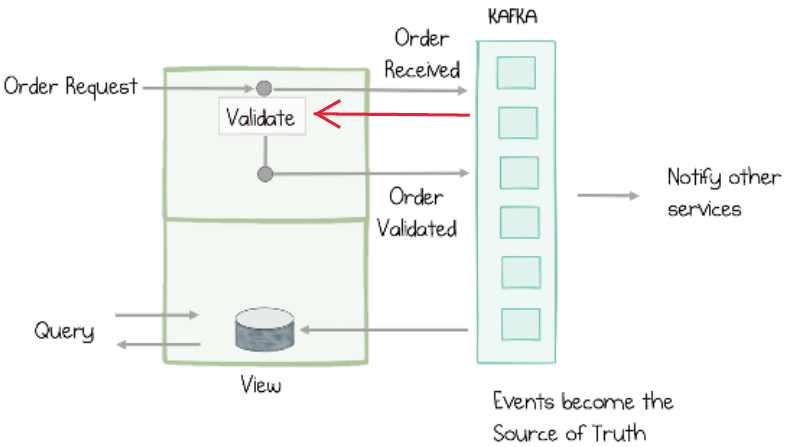 KAFKA
Order
Received
Order Request
Validate
Notify other
services
Order
Validated
Query
View
Events become the
Source of Truth